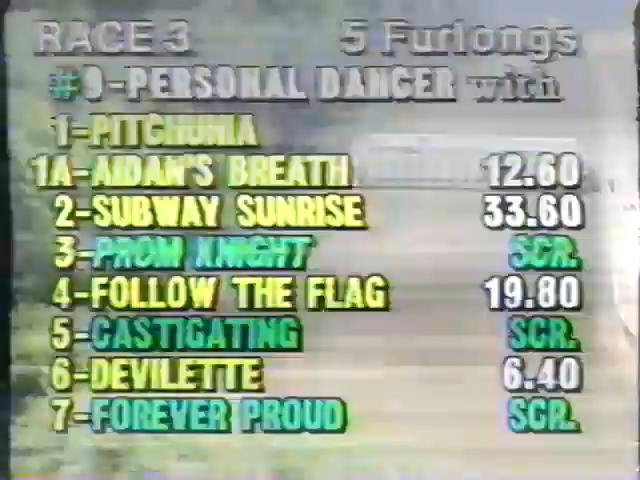 RACE 3 5 Furlongs
#9-PERSONAL DANCER with
1-PITCHUNIA
1A-AIDAN'S BREATH 12.60
2-SUBWAY SUNRISE 33.60
3-PROM KNIGHT SCR.
4-FOLLOW THE FLAG 19.80
5-CASTIGATING SCR.
6-DEVILETTE 6.40
7-FOREVER PROUD SCR.